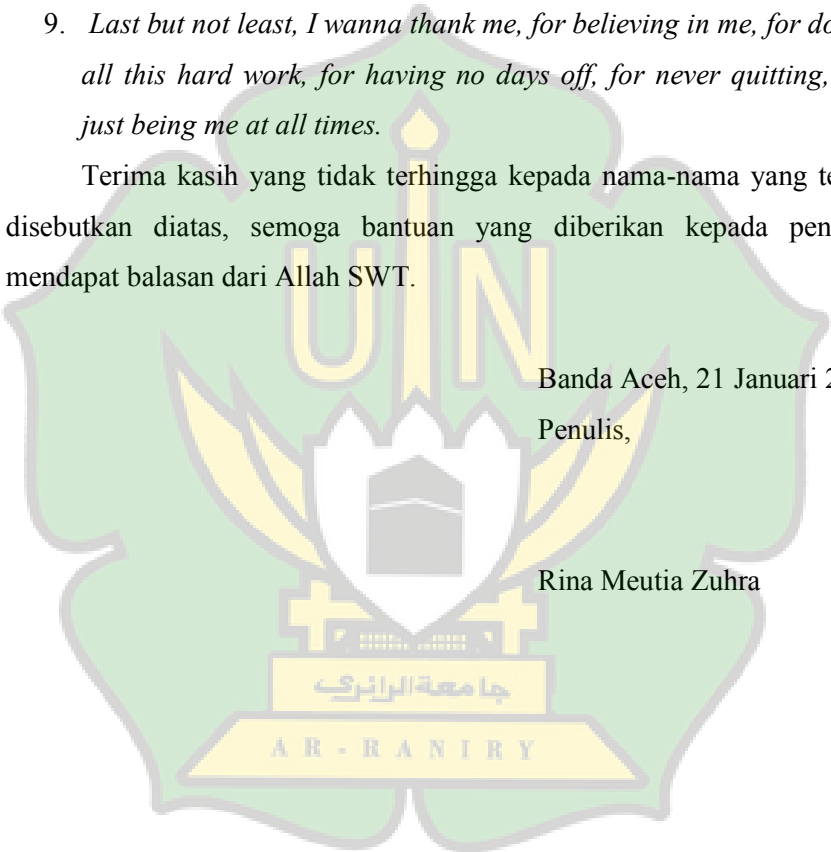 9. Last but not least, I wanna thank me, for believing in me, for do
all this hard work, for having no days off, for never quitting,
just being me at all times.
Terima kasih yang tidak terhingga kepada nama-nama yang te
disebutkan diatas, semoga bantuan yang diberikan kepada pen
mendapat balasan dari Allah SWT.
UIN
Banda Aceh, 21 Januari 2
Penulis,
Rina Meutia Zuhra
جامعةالرانري
AR-RANIRY